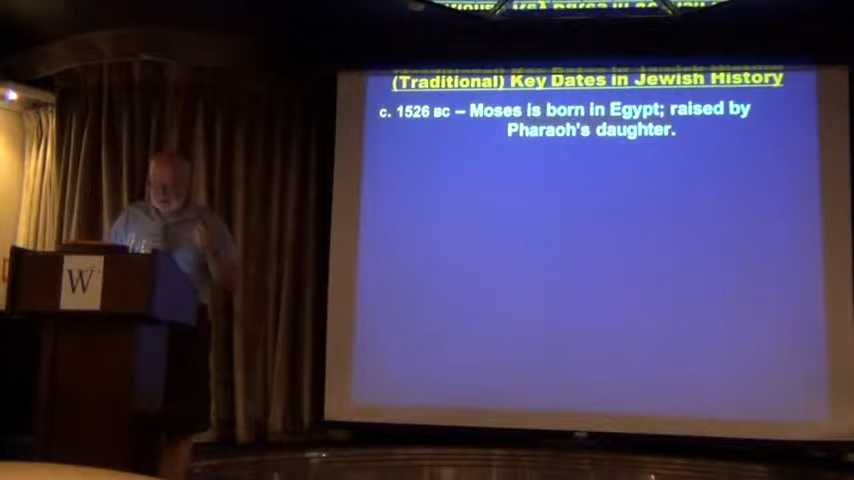 (Traditional) Key Dates in Jewish History
c. 1526 BC – Moses is born in Egypt; raised by
Pharaoh's daughter.
W